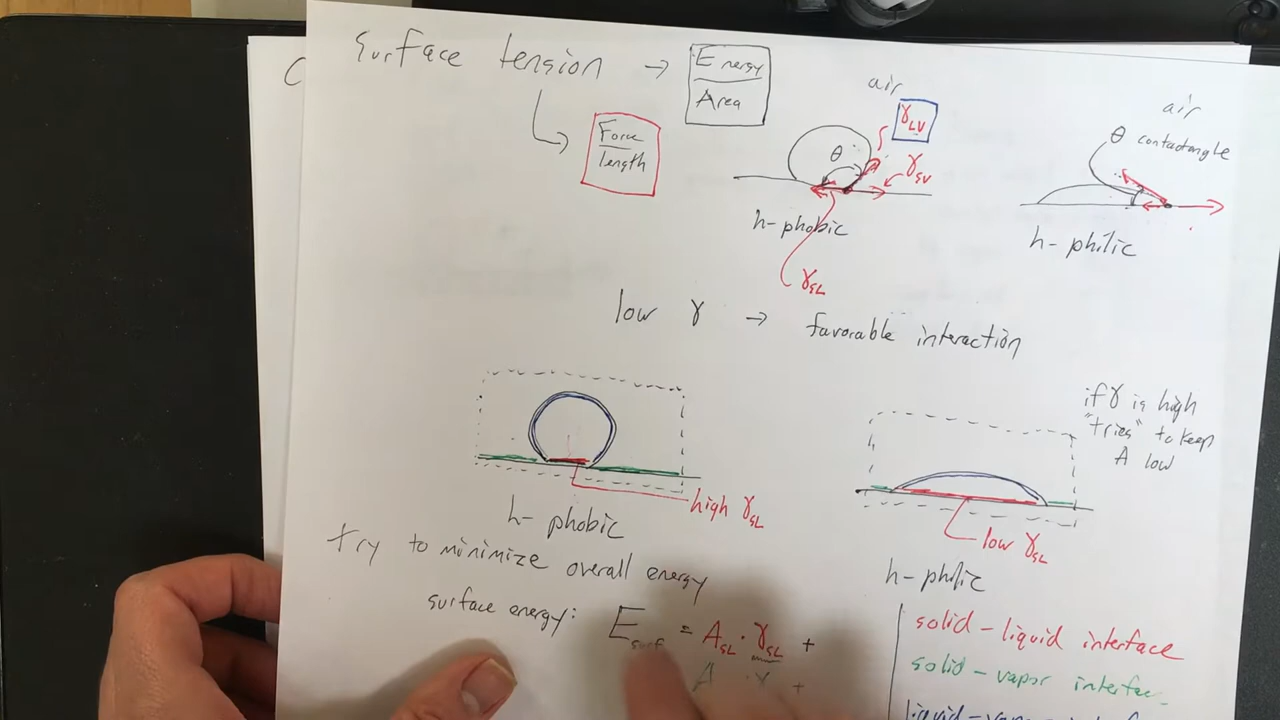 C
Surface tension → Energy
Area
Force
length
air
γLV
θ
γSV
h-phobic
γSL
air
θ contact angle
h-philic
low γ → favorable interaction
if γ is high
"tries" to keep
A low
high γSL
h-phobic
low γSL
h-philic
try to minimize overall energy
surface energy: Esurf = ASL · γSL +
A · γ +
solid-liquid interface
solid-vapor interface